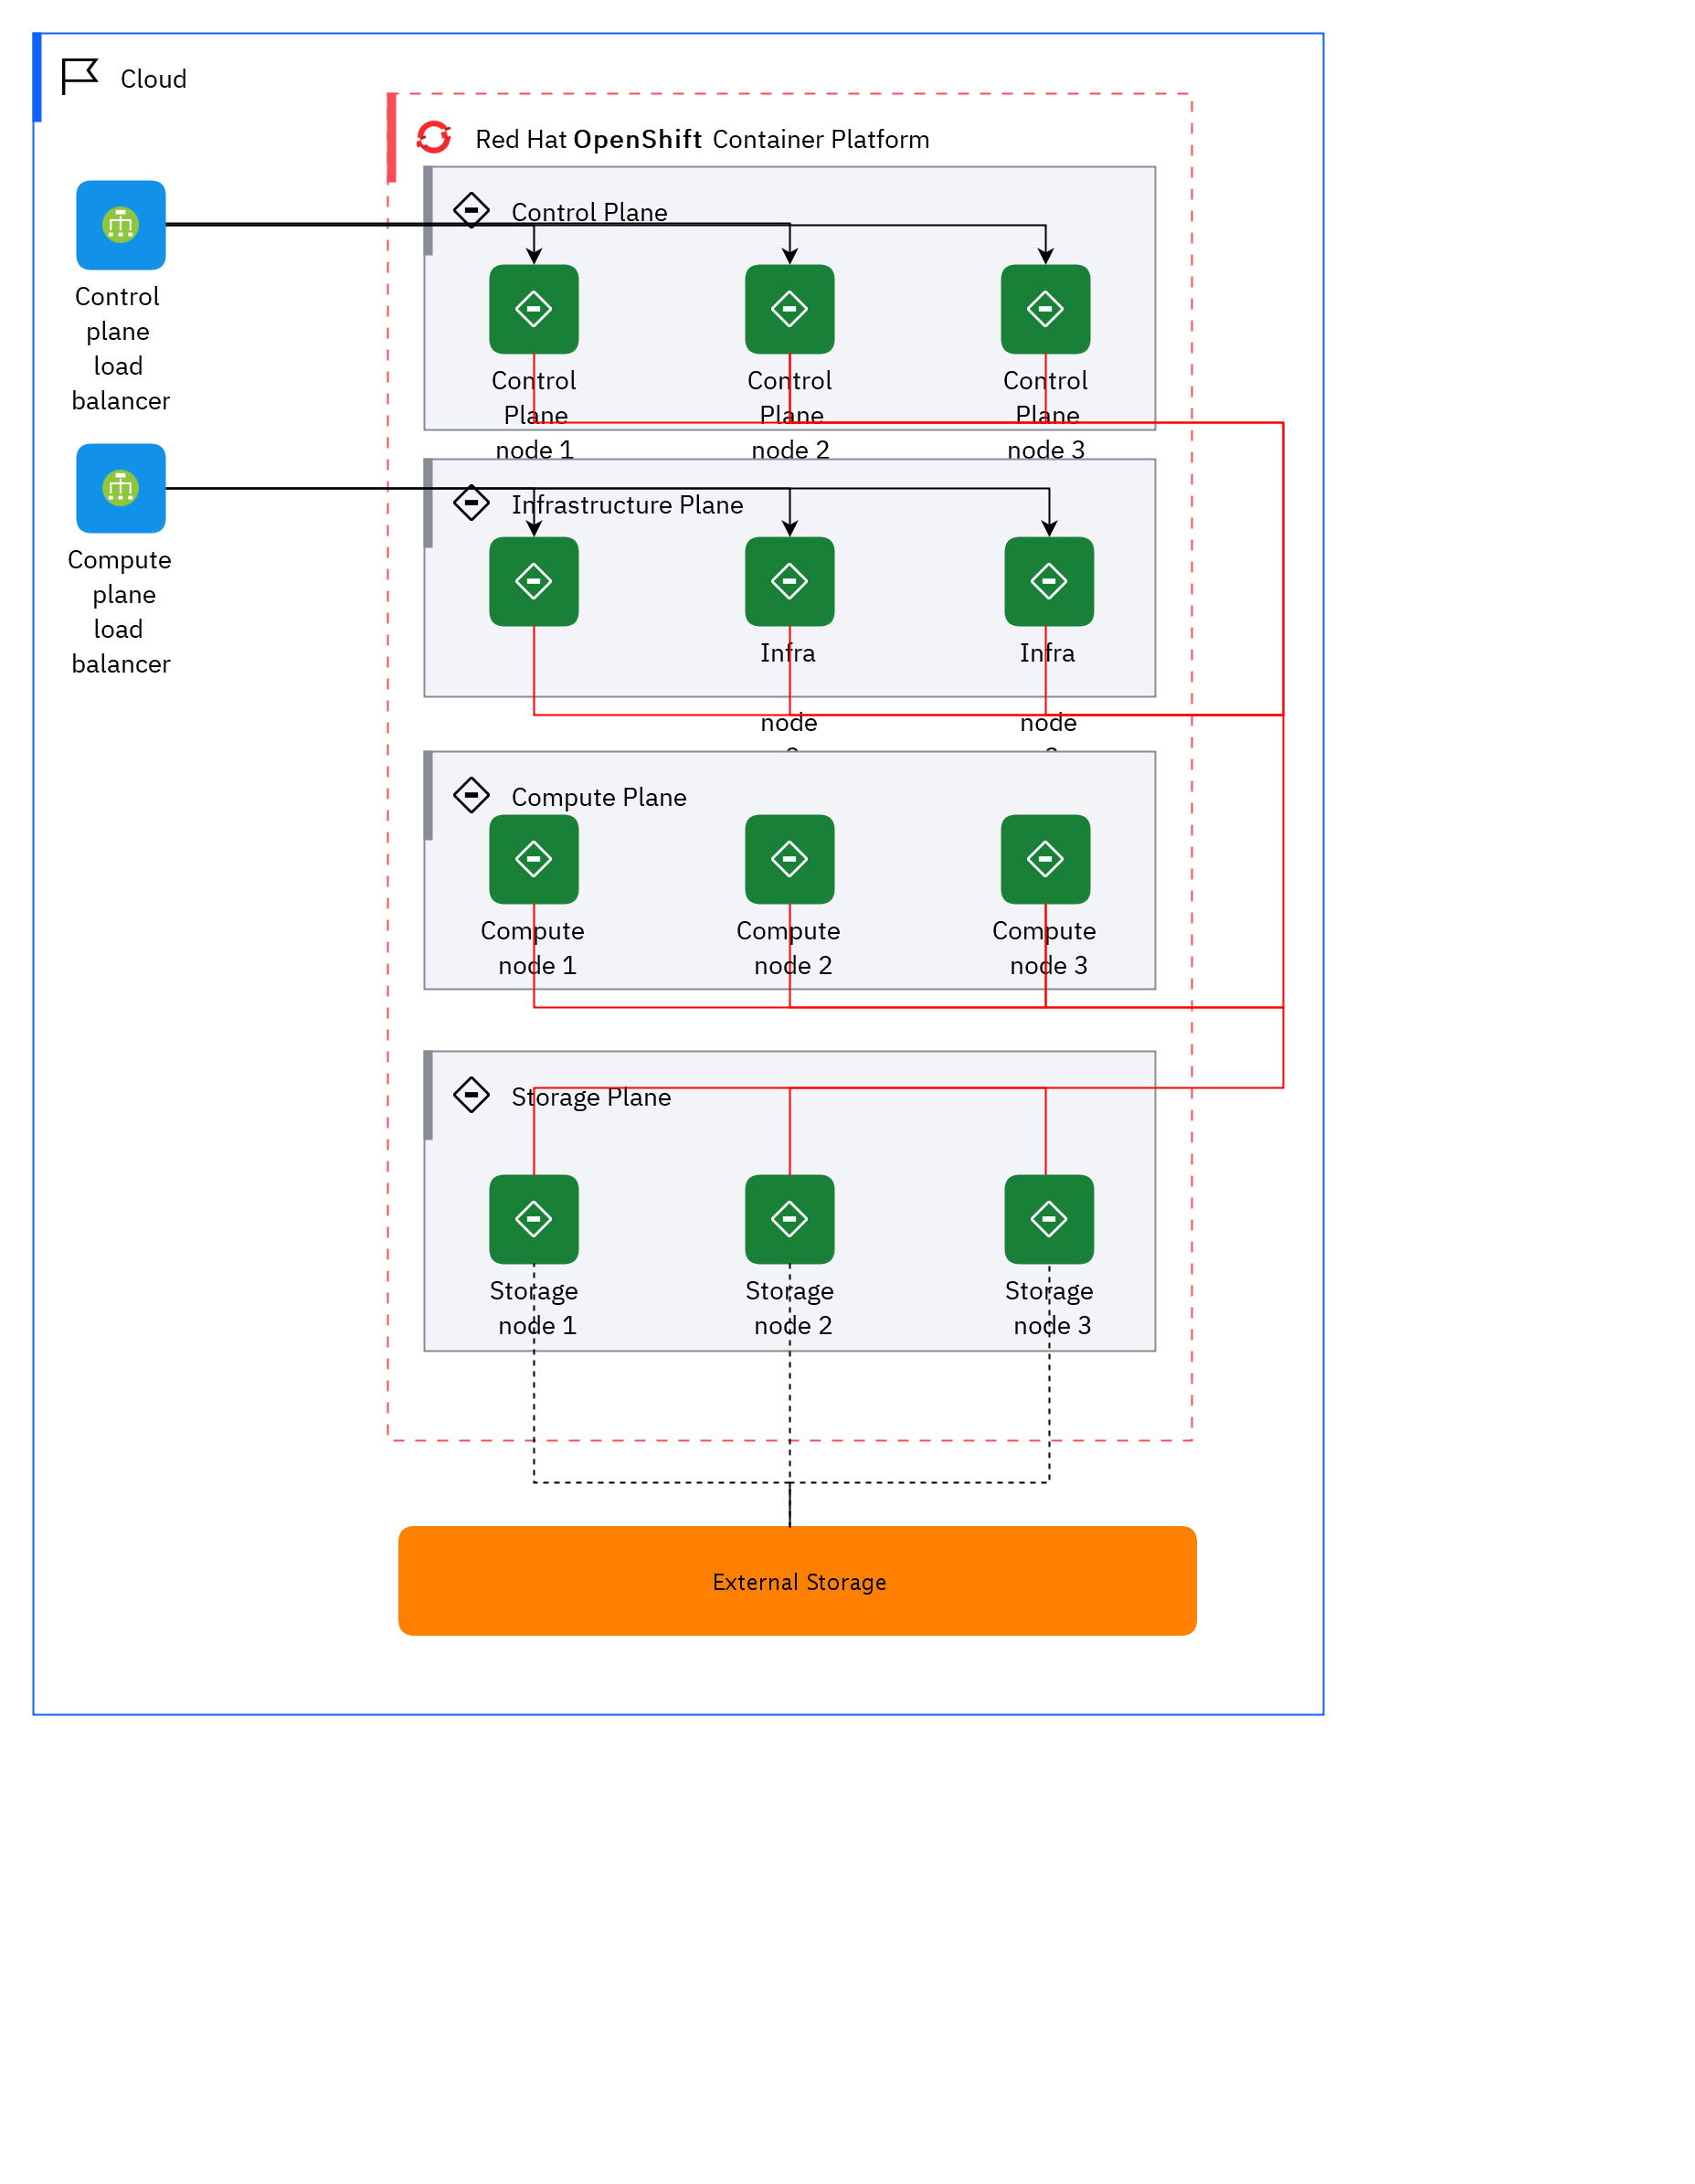 Cloud
Red Hat OpenShift Container Platform
Control Plane
Control
plane
load
balancer
Control
Plane
node 1
Control
Plane
node 2
Control
Plane
node 3
Compute
plane
load
balancer
Infrastructure Plane
Infra
node
Infra
node
Compute Plane
Compute
node 1
Compute
node 2
Compute
node 3
Storage Plane
Storage
node 1
Storage
node 2
Storage
node 3
External Storage